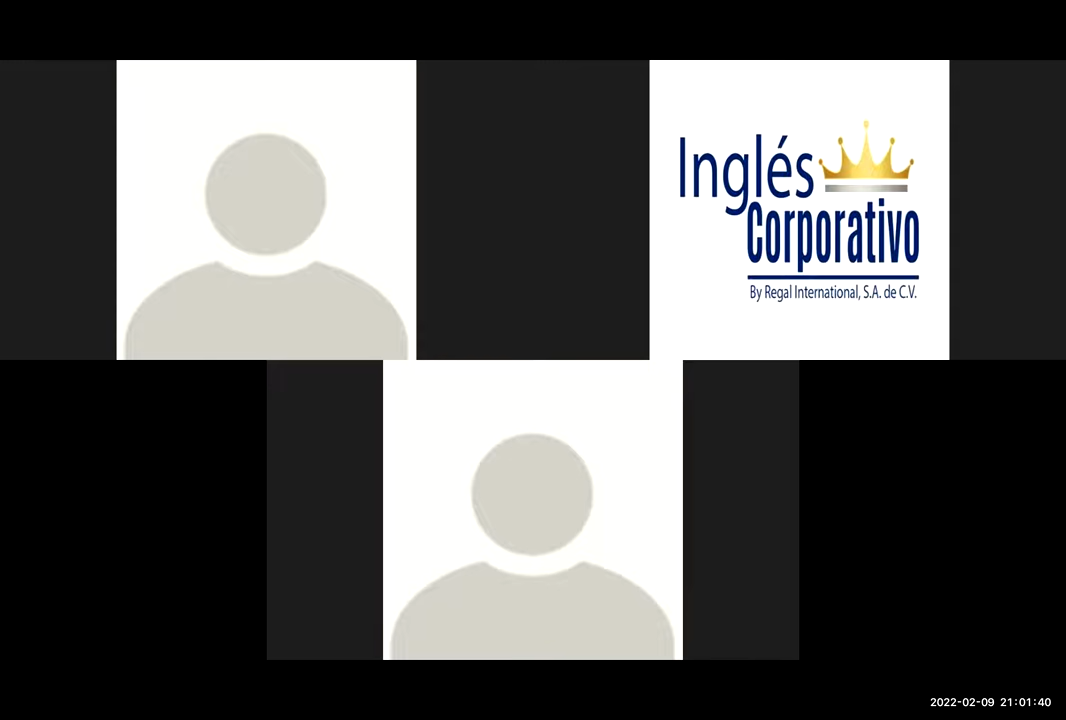 Inglés
Corporativo
By Regal International, S.A. de C.V.
2022-02-09 21:01:40